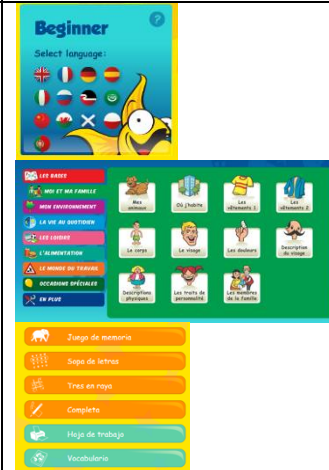 Beginner
?
Select language:
LES BASES
MOI ET MA FAMILLE
MON ENVIRONNEMENT
LA VIE AU QUOTIDIEN
LES LOISIRS
L'ALIMENTATION
LE MONDE DU TRAVAIL
OCCASIONS SPÉCIALES
EN PLUS
Mes animaux
Où j'habite
Les vêtements 1
Les vêtements 2
Le corps
Le visage
Les douleurs
Description du visage
Descriptions physiques
Les traits de personnalité
Les membres de la famille
Juego de memoria
Sopa de letras
Tres en raya
Completa
Hoja de trabajo
Vocabulario